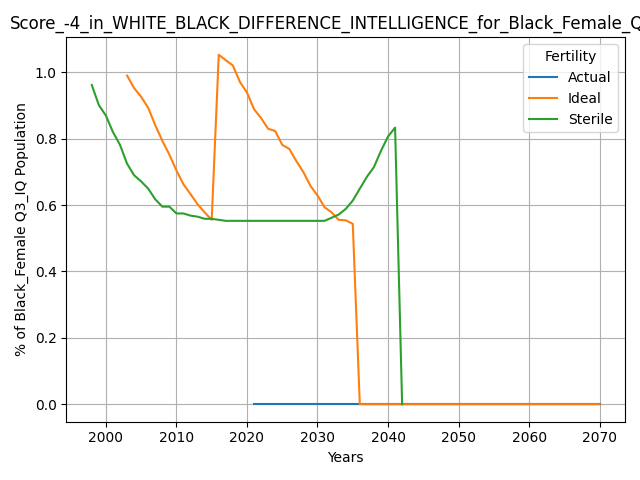 Score_-4_in_WHITE_BLACK_DIFFERENCE_INTELLIGENCE_for_Black_Female_Q
Fertility
Actual
Ideal
Sterile
% of Black_Female Q3_IQ Population
1.0
0.8
0.6
0.4
0.2
0.0
2000 2010 2020 2030 2040 2050 2060 2070
Years